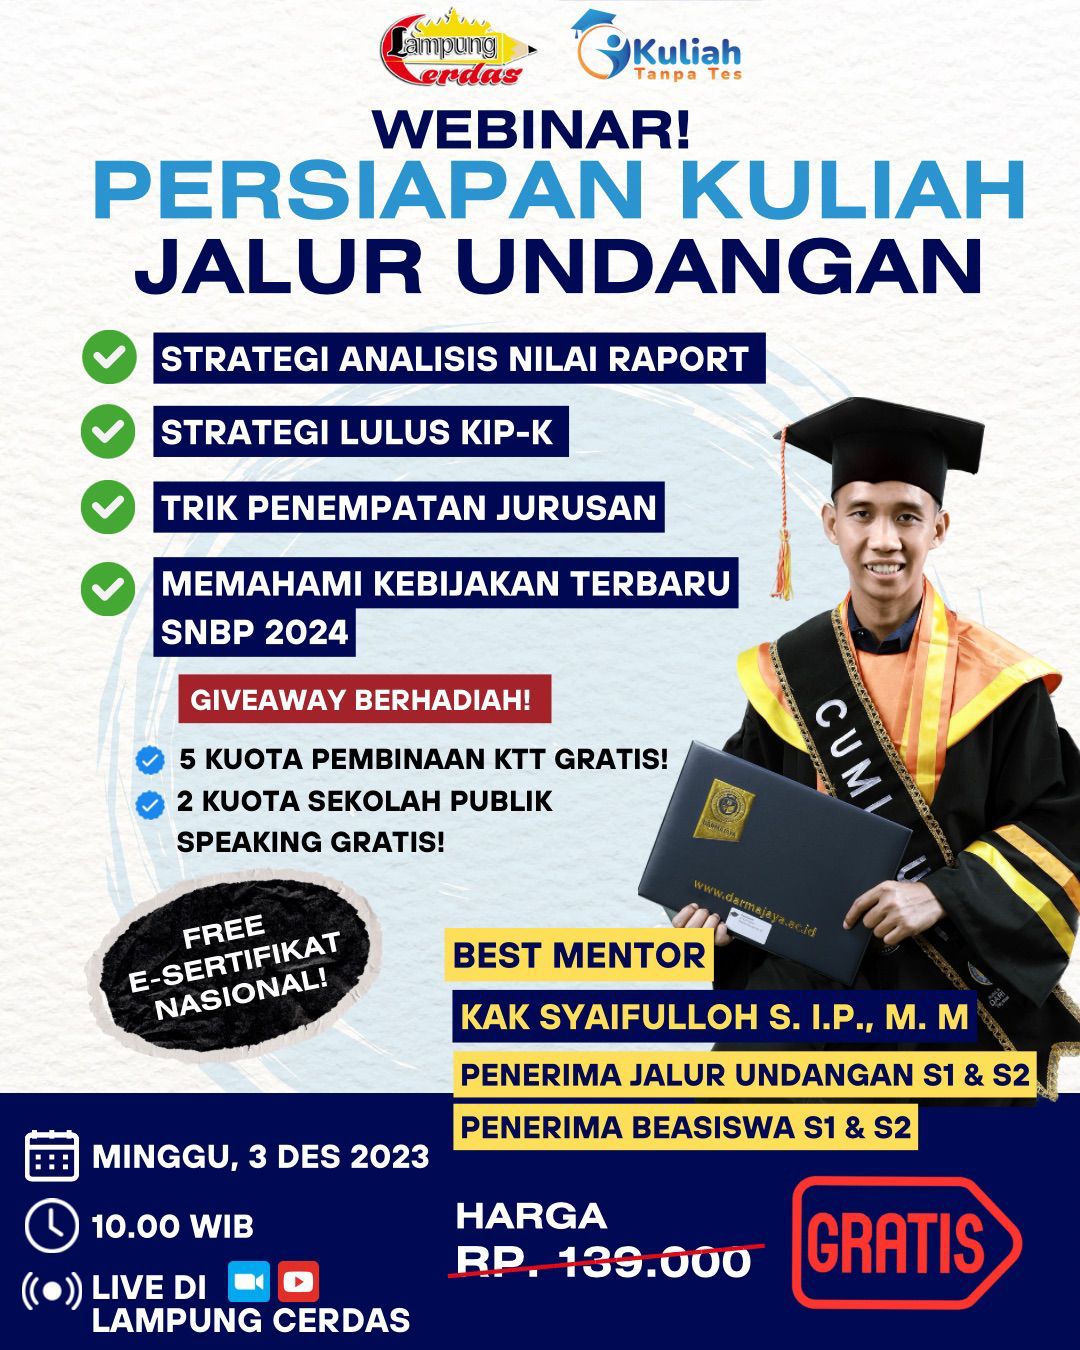 Lampung
Cerdas
Kuliah
Tanpa Tes
WEBINAR!
PERSIAPAN KULIAH
JALUR UNDANGAN
STRATEGI ANALISIS NILAI RAPORT
STRATEGI LULUS KIP-K
TRIK PENEMPATAN JURUSAN
MEMAHAMI KEBIJAKAN TERBARU
SNBP 2024
GIVEAWAY BERHADIAH!
5 KUOTA PEMBINAAN KTT GRATIS!
2 KUOTA SEKOLAH PUBLIK
SPEAKING GRATIS!
FREE
E-SERTIFIKAT
NASIONAL!
CUMI
DARMAJAYA
www.darmajaya.ac.id
BEST MENTOR
KAK SYAIFULLOH S. I.P., M. M
PENERIMA JALUR UNDANGAN S1 & S2
PENERIMA BEASISWA S1 & S2
MINGGU, 3 DES 2023
10.00 WIB
LIVE DI
LAMPUNG CERDAS
HARGA
RP. 139.000
GRATIS